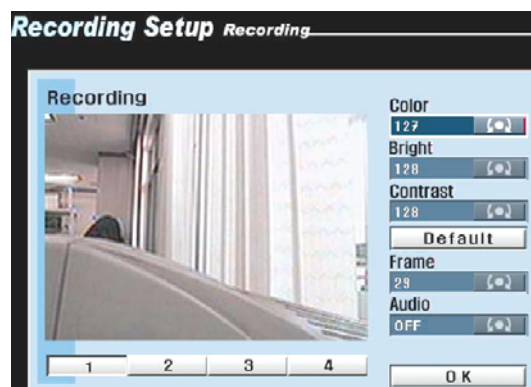 Recording Setup Recording
Recording
Color
127
Bright
128
Contrast
128
Default
Frame
29
Audio
OFF
1 2 3 4
OK